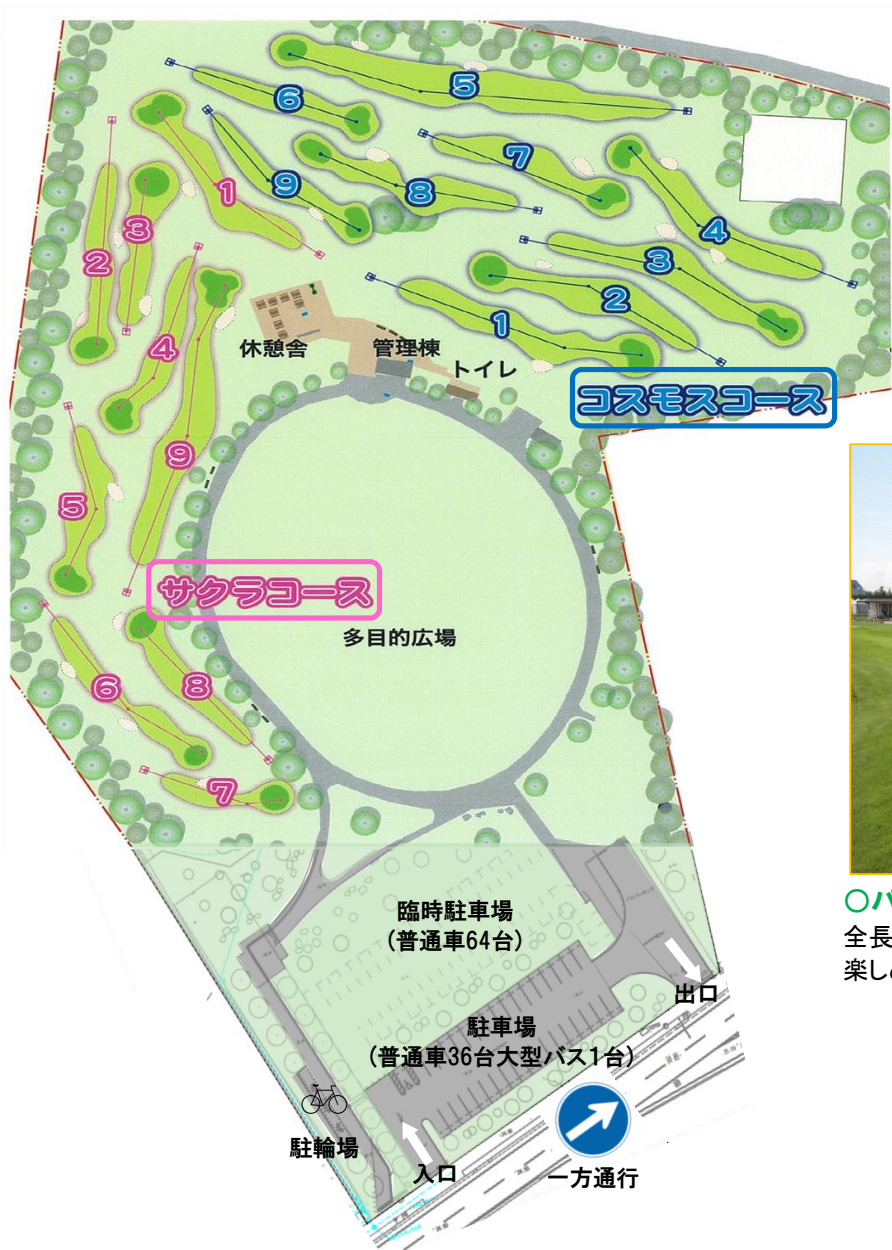 5
6
7
9
8
1
3
2
4
3
2
4
1
休憩舎
管理棟
トイレ
コスモスコース
9
5
サクラコース
多目的広場
6
8
7
臨時駐車場
(普通車64台)
駐車場
(普通車36台大型バス1台)
出口
駐輪場
入口
一方通行
〇パ
全長
楽し